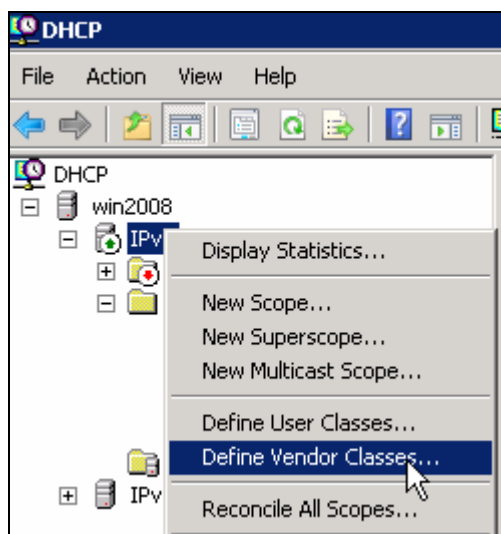 DHCP
File Action View Help
DHCP
win2008
IPv
Display Statistics...
New Scope...
New Superscope...
New Multicast Scope...
Define User Classes...
Define Vendor Classes...
IPv
Reconcile All Scopes...